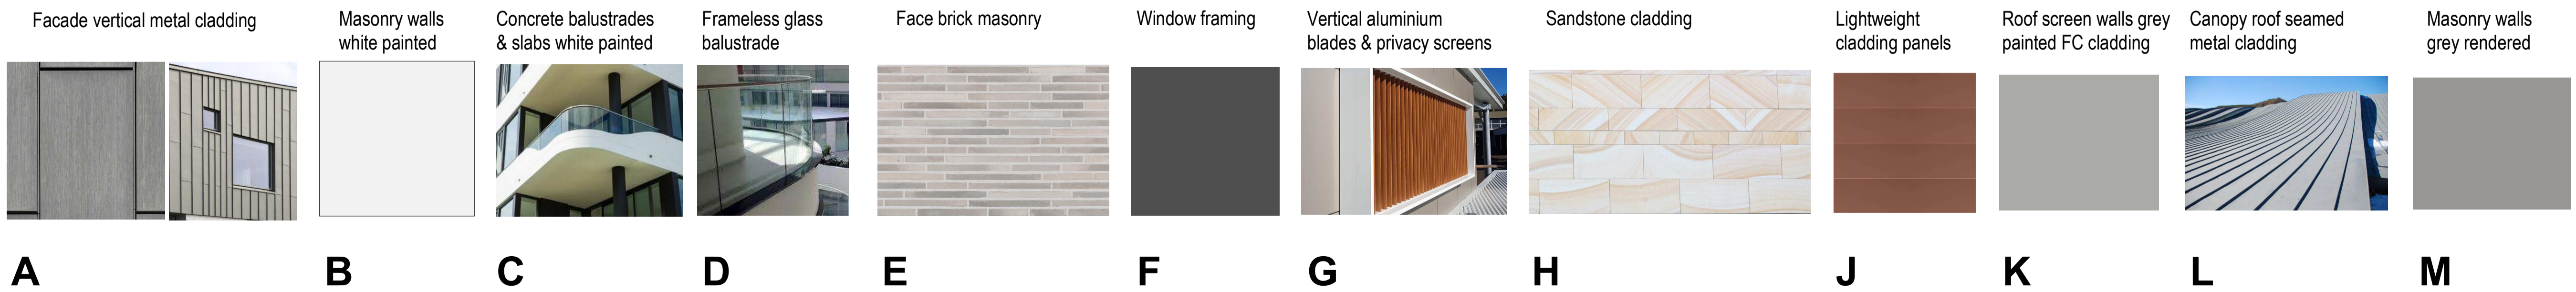 Facade vertical metal cladding
Masonry walls
white painted
Concrete balustrades
& slabs white painted
Frameless glass
balustrade
Face brick masonry
Window framing
Vertical aluminium
blades & privacy screens
Sandstone cladding
Lightweight
cladding panels
Roof screen walls grey
painted FC cladding
Canopy roof seamed
metal cladding
Masonry walls
grey rendered
A
B
C
D
E
F
G
H
J
K
L
M